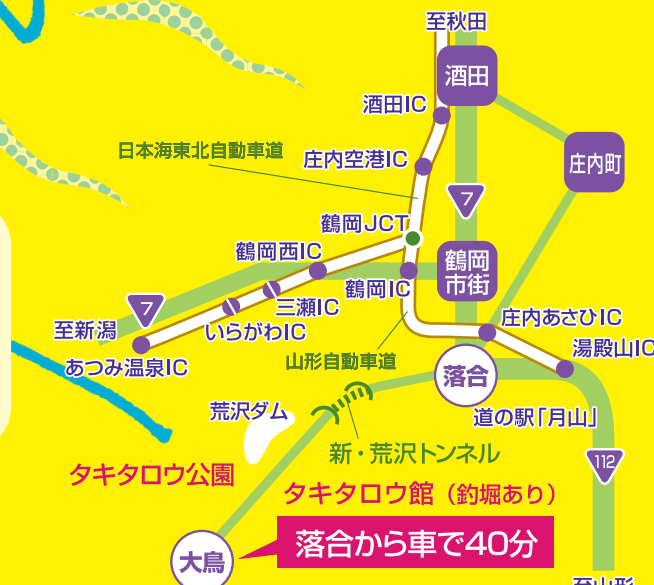 至秋田
酒田
酒田IC
日本海東北自動車道
庄内空港IC
庄内町
7
鶴岡JCT
鶴岡西IC
鶴岡
市街
鶴岡IC
三瀬IC
7
いらがわIC
至新潟
あつみ温泉IC
庄内あさひIC
湯殿山IC
山形自動車道
落合
道の駅「月山」
荒沢ダム
新・荒沢トンネル
112
タキタロウ公園
タキタロウ館（釣堀あり）
落合から車で40分
大鳥
至山形